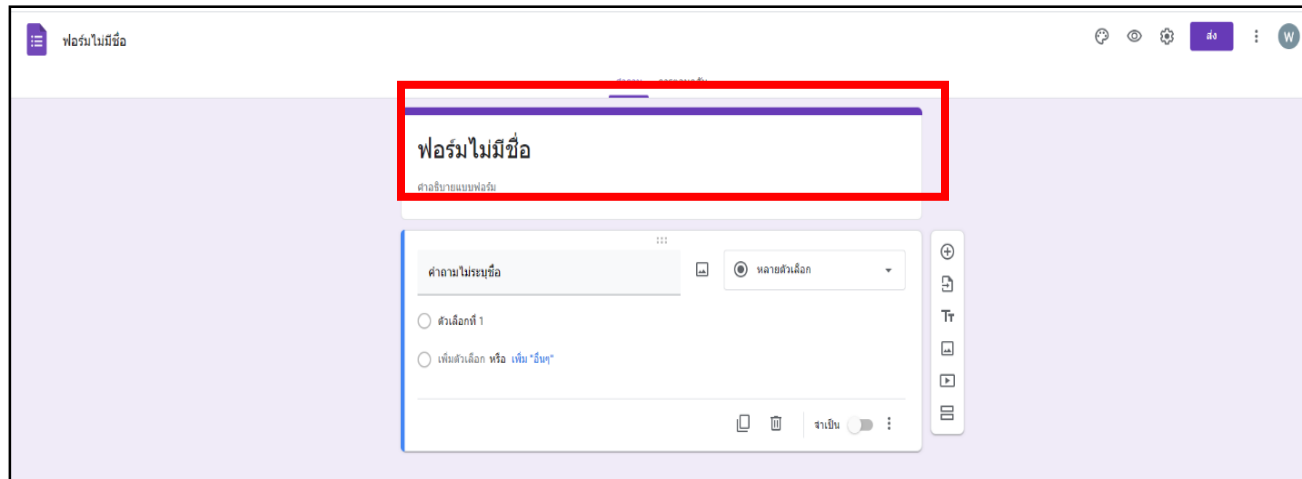 ฟอร์มไม่มีชื่อ
ส่ง
W
ฟอร์มไม่มีชื่อ
คำอธิบายแบบฟอร์ม
คำถามไม่ระบุชื่อ
หลายตัวเลือก
ตัวเลือกที่ 1
เพิ่มตัวเลือก หรือ เพิ่ม "อื่นๆ"
จำเป็น